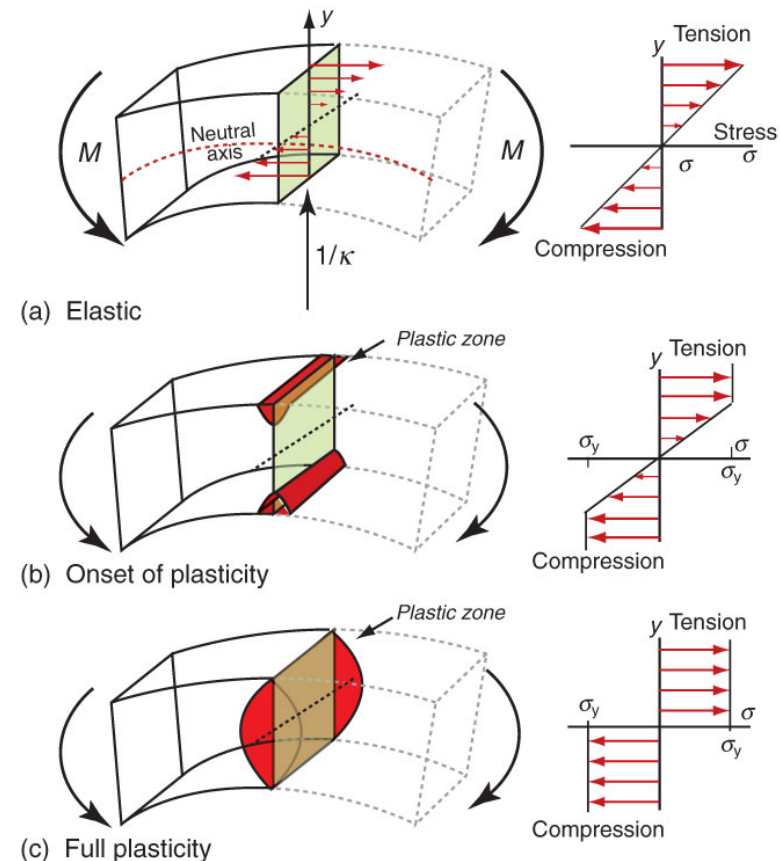 y
Tension
y
M
Neutral
axis
M
Stress
σ
σ
Compression
1/κ
(a) Elastic
Plastic zone
y
Tension
σy
σ
σy
Compression
(b) Onset of plasticity
Plastic zone
y
Tension
σy
σ
σy
Compression
(c) Full plasticity